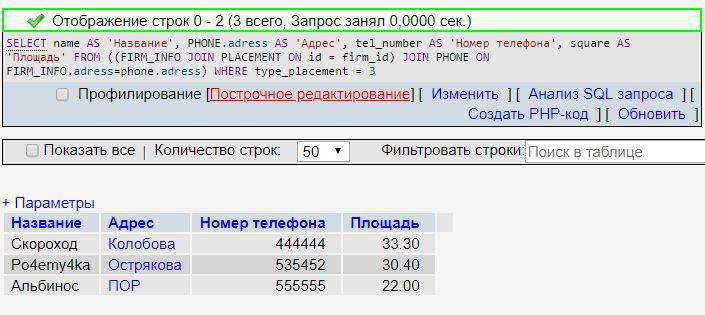 Отображение строк 0 - 2 (3 всего, Запрос занял 0,0000 сек.)
SELECT name AS 'Название', PHONE.adress AS 'Адрес', tel_number AS 'Номер телефона', square AS
'Площадь' FROM ((FIRM_INFO JOIN PLACEMENT ON id = firm_id) JOIN PHONE ON
FIRM_INFO.adress=phone.adress) WHERE type_placement = 3
Профилирование [Построчное редактирование] [ Изменить ] [ Анализ SQL запроса ] [
Создать PHP-код ] [ Обновить ]
Показать все | Количество строк: 50 Фильтровать строки: Поиск в таблице
+ Параметры
Название Адрес Номер телефона Площадь
Скороход Колобова 444444 33.30
Po4emy4ka Острякова 535452 30.40
Альбинос ПОР 555555 22.00